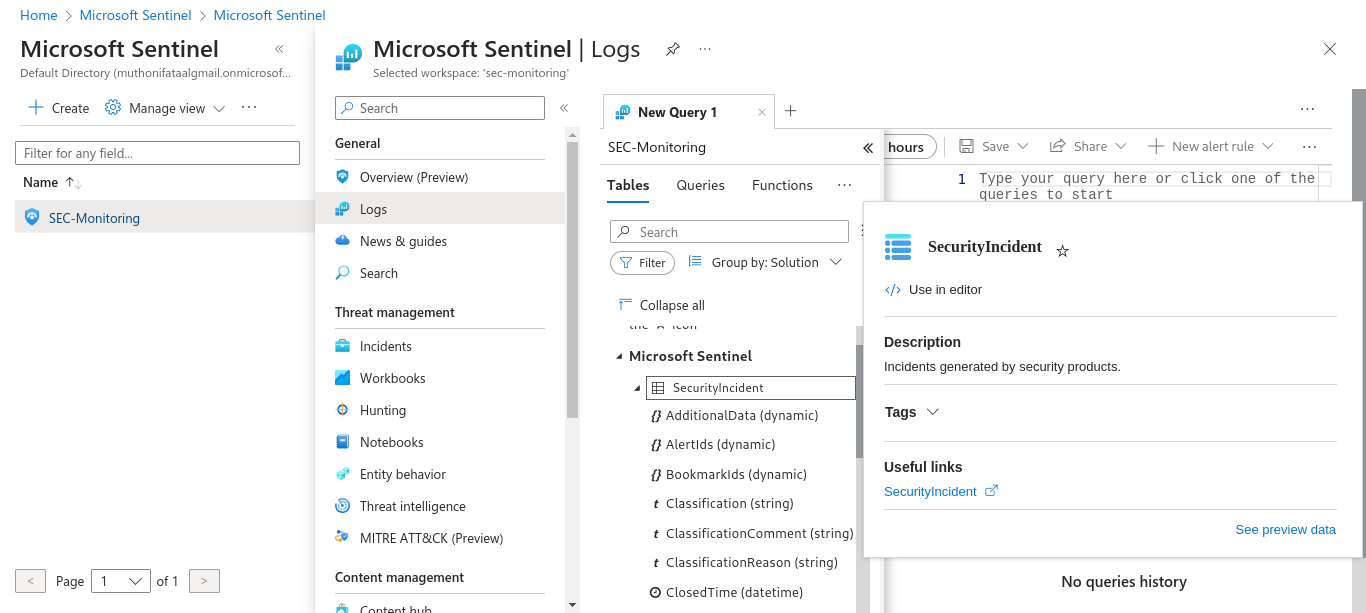 Home > Microsoft Sentinel > Microsoft Sentinel
Microsoft Sentinel «
Default Directory (muthonifataalgmail.onmicrosof...
Create Manage view ...
Filter for any field...
Name ↑↓
SEC-Monitoring
< Page 1 of 1 >
Microsoft Sentinel | Logs ...
Selected workspace: 'sec-monitoring'
Search «
General
Overview (Preview)
Logs
News & guides
Search
Threat management
Incidents
Workbooks
Hunting
Notebooks
Entity behavior
Threat intelligence
MITRE ATT&CK (Preview)
Content management
Content hub
New Query 1 × + ...
SEC-Monitoring «
Tables Queries Functions ...
Search
Filter Group by: Solution
Collapse all
Microsoft Sentinel
SecurityIncident
{} AdditionalData (dynamic)
{} AlertIds (dynamic)
{} BookmarkIds (dynamic)
t Classification (string)
t ClassificationComment (string)
t ClassificationReason (string)
ClosedTime (datetime)
hours Save Share New alert rule ...
1 Type your query here or click one of the
queries to start
SecurityIncident
</> Use in editor
Description
Incidents generated by security products.
Tags
Useful links
SecurityIncident
See preview data
No queries history